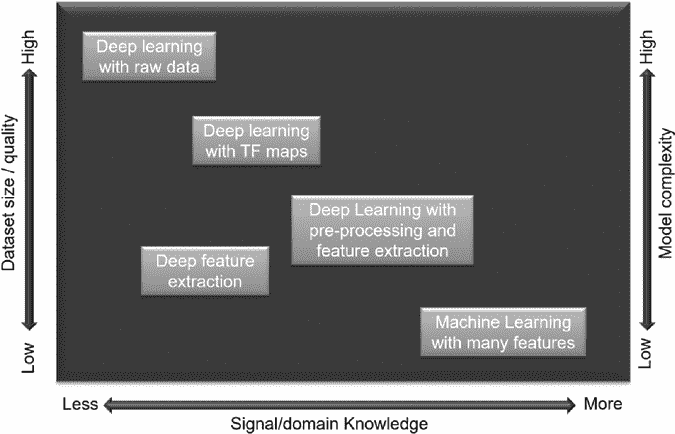 High
High
Deep learning
with raw data
Deep learning
with TF maps
Dataset size / quality
Model complexity
Deep Learning with
pre-processing and
feature extraction
Deep feature
extraction
Machine Learning
with many features
Low
Low
Less
More
Signal/domain Knowledge